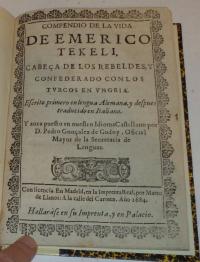 COMPENDIO DE LA VIDA
DE EMERICO
TEKELI,
CABEÇA DE LOS REBELDES, Y
CONFEDERADO CON LOS
TVRCOS EN VNGRIA.
Escrito primero en lengua Alemana, y despues
traducido en Italiano.
Y aora puesto en nuestro Idioma Castellano por
D. Pedro Gonçalez de Godoy, Oficial
Mayor de la Secretaria de
Lenguas.
Con licencia. En Madrid, en la Imprenta Real, por Mateo
de Llanos: A la calle del Carmen. Año 1684.
Hallaràse en su Imprenta, y en Palacio.